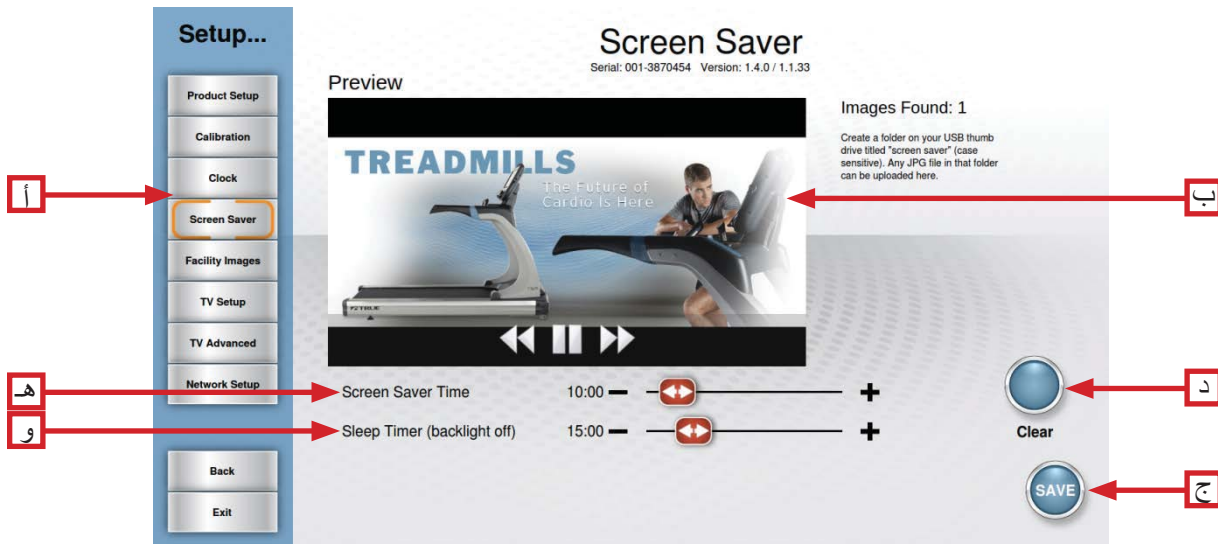 Setup...
Product Setup
Calibration
Clock
Screen Saver
Facility Images
TV Setup
TV Advanced
Network Setup
Back
Exit
Screen Saver
Serial: 001-3870454 Version: 1.4.0 / 1.1.33
Preview
TREADMILLS
The Future of
Cardio Is Here
TRUE
Images Found: 1
Create a folder on your USB thumb
drive titled "screen saver" (case
sensitive). Any JPG file in that folder
can be uploaded here.
Screen Saver Time 10:00
Sleep Timer (backlight off) 15:00
Clear
SAVE
أ
ب
هـ
و
د
ج